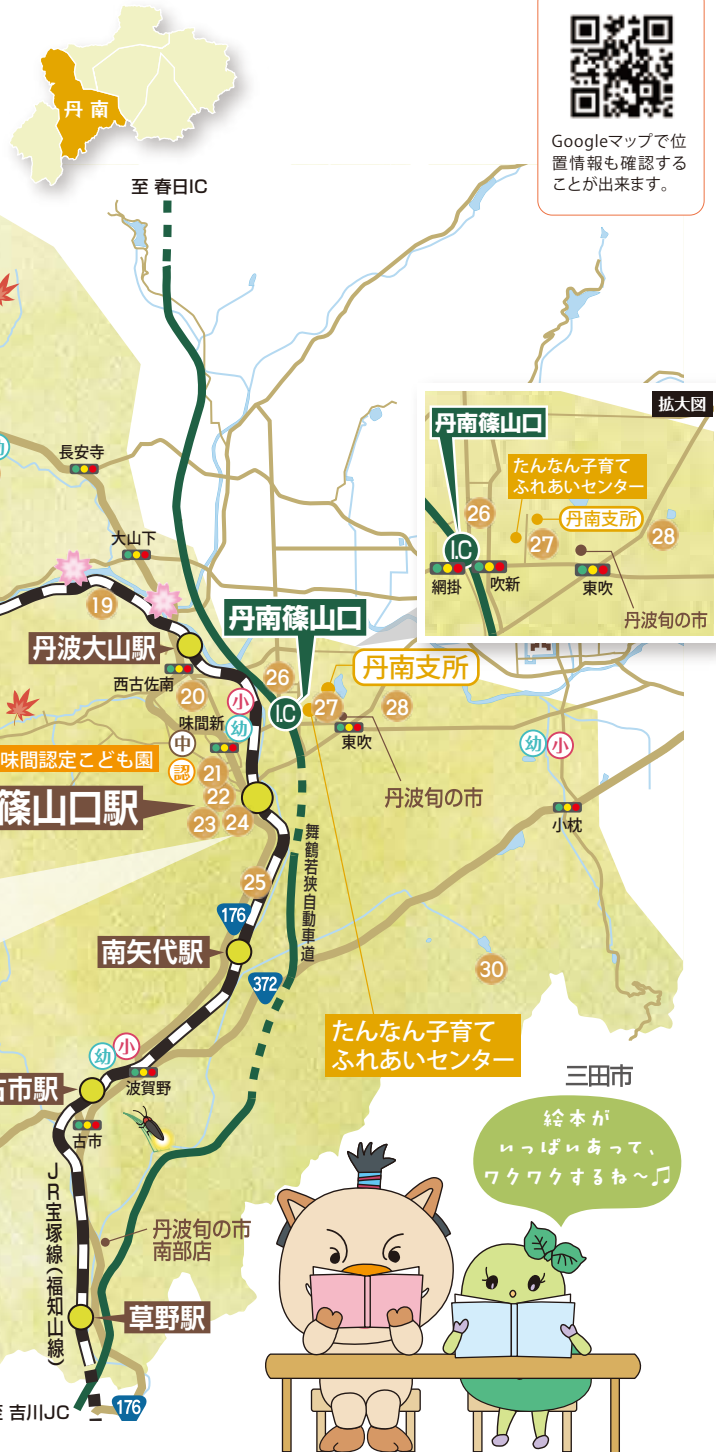 丹南
Googleマップで位
置情報も確認する
ことが出来ます。
至 春日IC
長安寺
大山下
19
丹波大山駅
西古佐南
20
丹南篠山口
I.C
26
27
28
丹南支所
東吹
丹波旬の市
小
味間新
幼
中
味間認定こども園
認
21
22
篠山口駅
23
24
25
舞鶴若狭自動車道
176
南矢代駅
372
30
幼
小
小枕
拡大図
丹南篠山口
たんなん子育て
ふれあいセンター
26
丹南支所
I.C
27
28
網掛
吹新
東吹
丹波旬の市
たんなん子育て
ふれあいセンター
幼
小
古市駅
波賀野
古市
三田市
絵本が
いっぱいあって、
ワクワクするね〜♫
JR宝塚線(福知山線)
丹波旬の市
南部店
草野駅
至 吉川JC
176